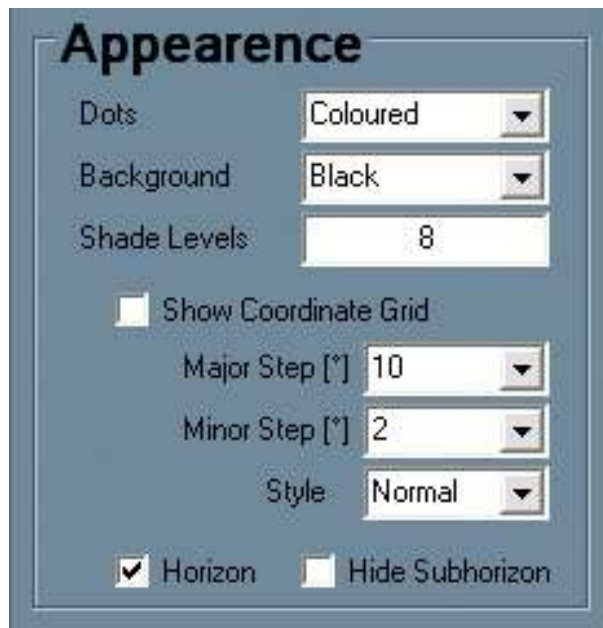 Appearence
Dots Coloured
Background Black
Shade Levels 8
Show Coordinate Grid
Major Step [°] 10
Minor Step [°] 2
Style Normal
Horizon Hide Subhorizon